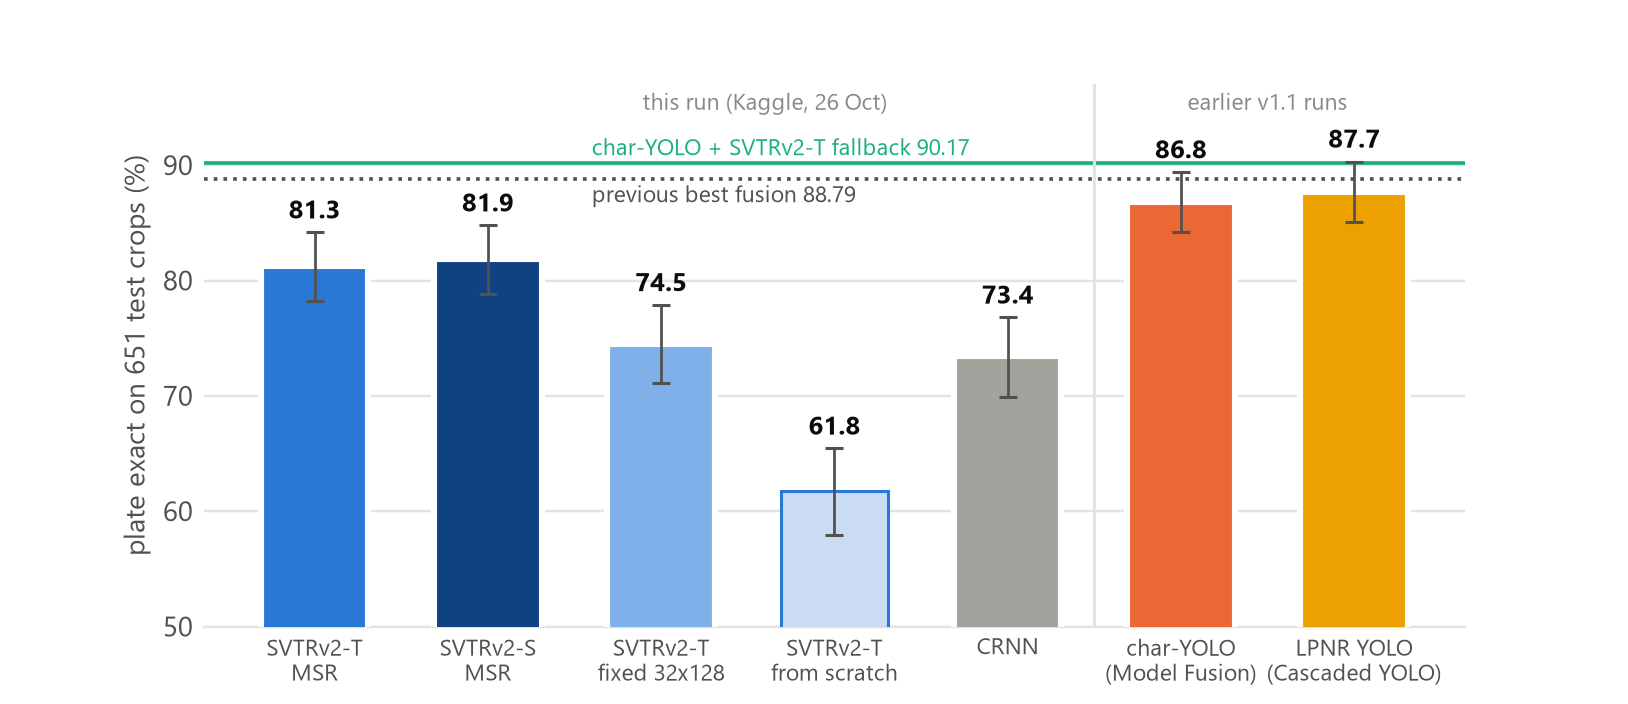 this run (Kaggle, 26 Oct)
earlier v1.1 runs
char-YOLO + SVTRv2-T fallback 90.17
previous best fusion 88.79
plate exact on 651 test crops (%)
90
80
70
60
50
81.3
81.9
74.5
61.8
73.4
86.8
87.7
SVTRv2-T
MSR
SVTRv2-S
MSR
SVTRv2-T
fixed 32x128
SVTRv2-T
from scratch
CRNN
char-YOLO
(Model Fusion)
LPNR YOLO
(Cascaded YOLO)